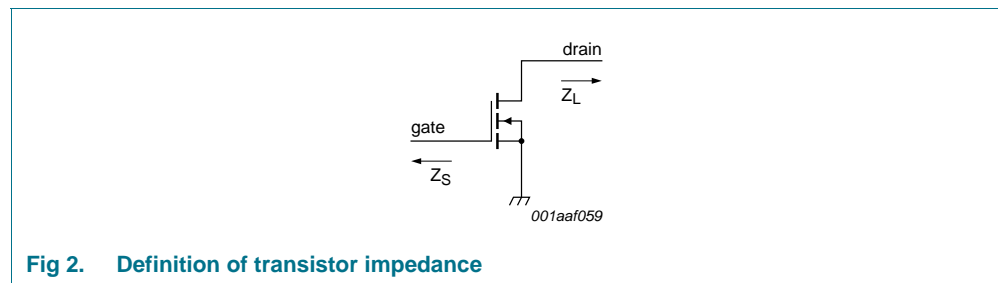 drain
Z_L
gate
Z_S
001aaf059
Fig 2. Definition of transistor impedance